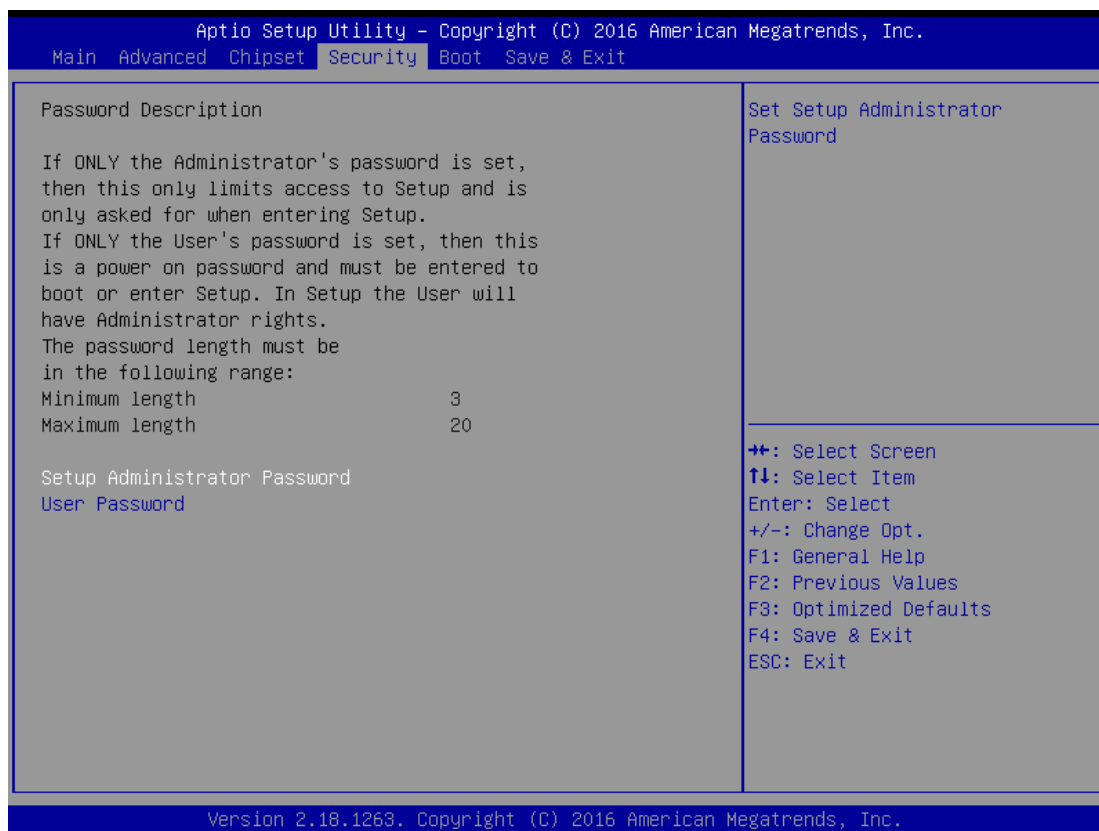 Aptio Setup Utility – Copyright (C) 2016 American Megatrends, Inc.
Main Advanced Chipset Security Boot Save & Exit
Password Description
If ONLY the Administrator's password is set,
then this only limits access to Setup and is
only asked for when entering Setup.
If ONLY the User's password is set, then this
is a power on password and must be entered to
boot or enter Setup. In Setup the User will
have Administrator rights.
The password length must be
in the following range:
Minimum length 3
Maximum length 20
Setup Administrator Password
User Password
Set Setup Administrator
Password
→←: Select Screen
↑↓: Select Item
Enter: Select
+/-: Change Opt.
F1: General Help
F2: Previous Values
F3: Optimized Defaults
F4: Save & Exit
ESC: Exit
Version 2.18.1263. Copyright (C) 2016 American Megatrends, Inc.